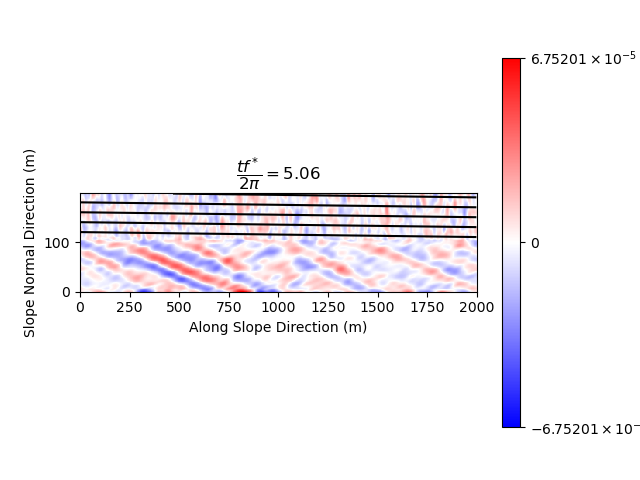 tf*/2π = 5.06
6.75201 × 10⁻⁵
0
−6.75201 × 10⁻
Slope Normal Direction (m)
100
0
0 250 500 750 1000 1250 1500 1750 2000
Along Slope Direction (m)